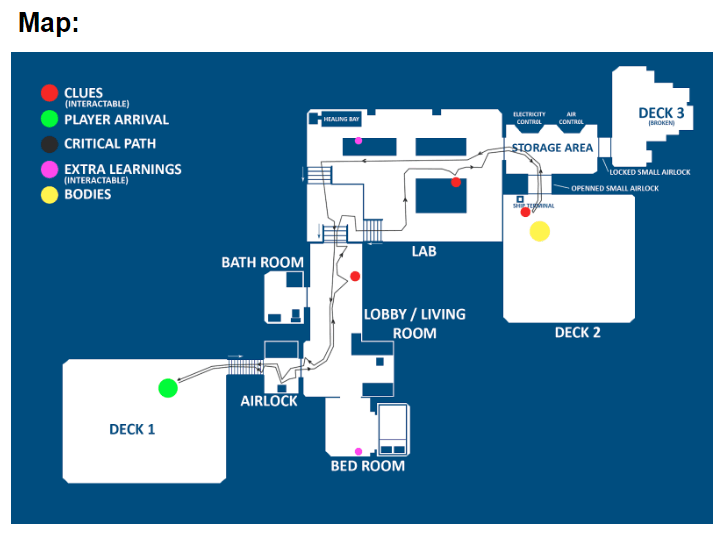 Map:
CLUES
(INTERACTABLE)
PLAYER ARRIVAL
CRITICAL PATH
EXTRA LEARNINGS
(INTERACTABLE)
BODIES
HEALING BAY
ELECTRICITY
CONTROL
AIR
CONTROL
DECK 3
(BROKEN)
STORAGE AREA
LOCKED SMALL AIRLOCK
OPENNED SMALL AIRLOCK
SHIP TERMINAL
LAB
BATH ROOM
LOBBY / LIVING
ROOM
DECK 2
AIRLOCK
DECK 1
BED ROOM